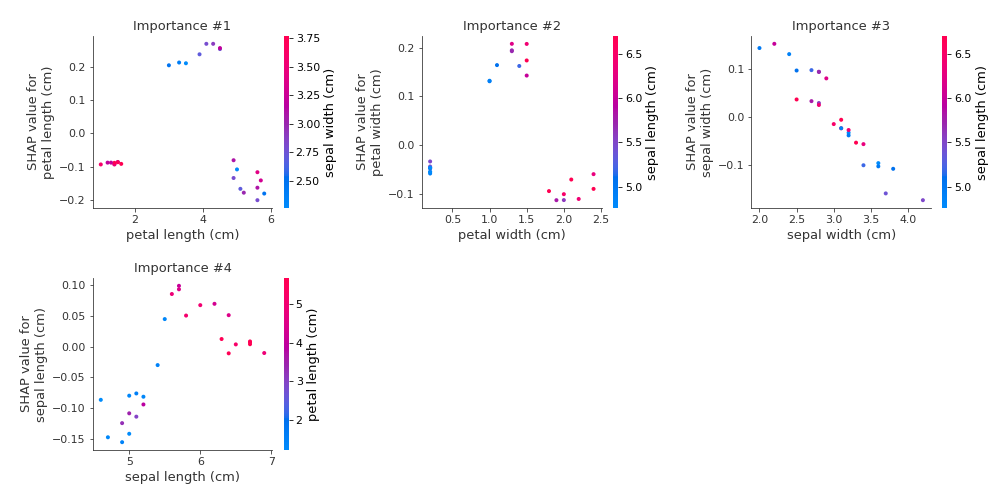 Importance #1
SHAP value for
petal length (cm)
0.2
0.1
0.0
−0.1
−0.2
2
4
6
petal length (cm)
3.75
3.50
3.25
3.00
2.75
2.50
sepal width (cm)
Importance #2
SHAP value for
petal width (cm)
0.2
0.1
0.0
−0.1
0.5
1.0
1.5
2.0
2.5
petal width (cm)
6.5
6.0
5.5
5.0
sepal length (cm)
Importance #3
SHAP value for
sepal width (cm)
0.1
0.0
−0.1
2.0
2.5
3.0
3.5
4.0
sepal width (cm)
6.5
6.0
5.5
5.0
sepal length (cm)
Importance #4
SHAP value for
sepal length (cm)
0.10
0.05
0.00
−0.05
−0.10
−0.15
5
6
7
sepal length (cm)
5
4
3
2
petal length (cm)